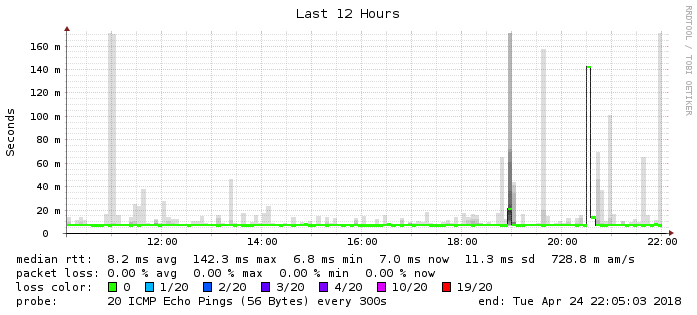 Last 12 Hours
RRDTOOL / TOBI OETIKER
Seconds
160 m
140 m
120 m
100 m
80 m
60 m
40 m
20 m
0
12:00 14:00 16:00 18:00 20:00 22:00
median rtt: 8.2 ms avg 142.3 ms max 6.8 ms min 7.0 ms now 11.3 ms sd 728.8 m am/s
packet loss: 0.00 % avg 0.00 % max 0.00 % min 0.00 % now
loss color: 0 1/20 2/20 3/20 4/20 10/20 19/20
probe: 20 ICMP Echo Pings (56 Bytes) every 300s end: Tue Apr 24 22:05:03 2018